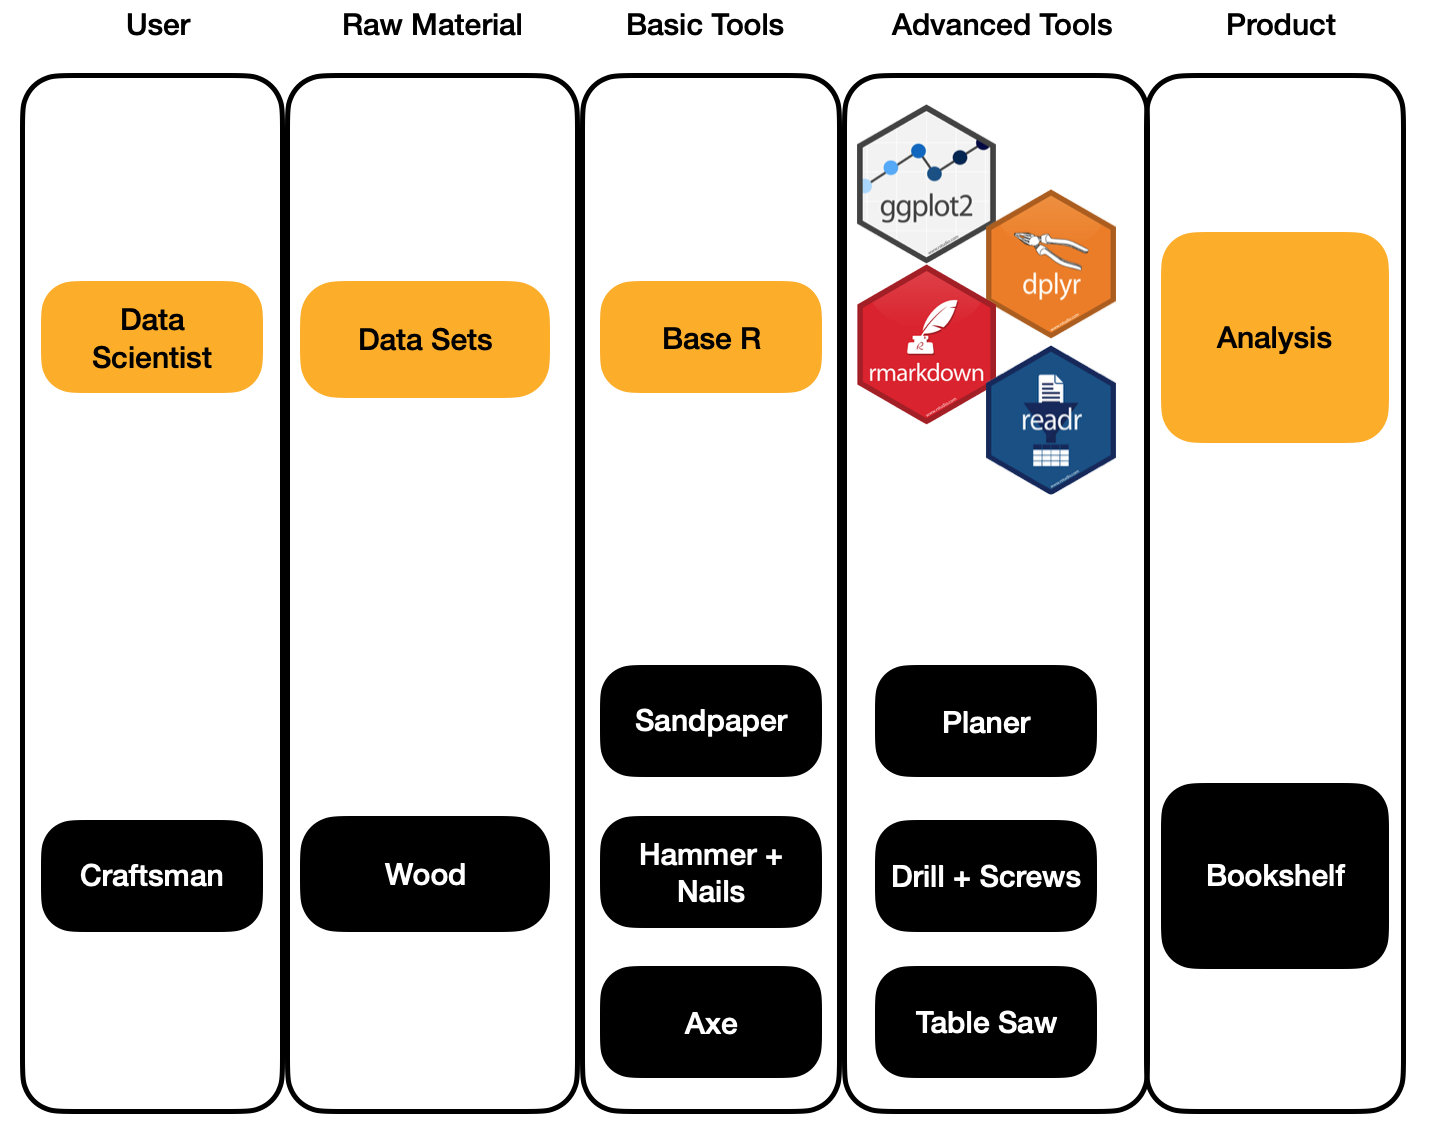 User
Raw Material
Basic Tools
Advanced Tools
Product
ggplot2
dplyr
Data
Scientist
Data Sets
Base R
rmarkdown
readr
Analysis
Sandpaper
Planer
Craftsman
Wood
Hammer +
Nails
Drill + Screws
Bookshelf
Axe
Table Saw